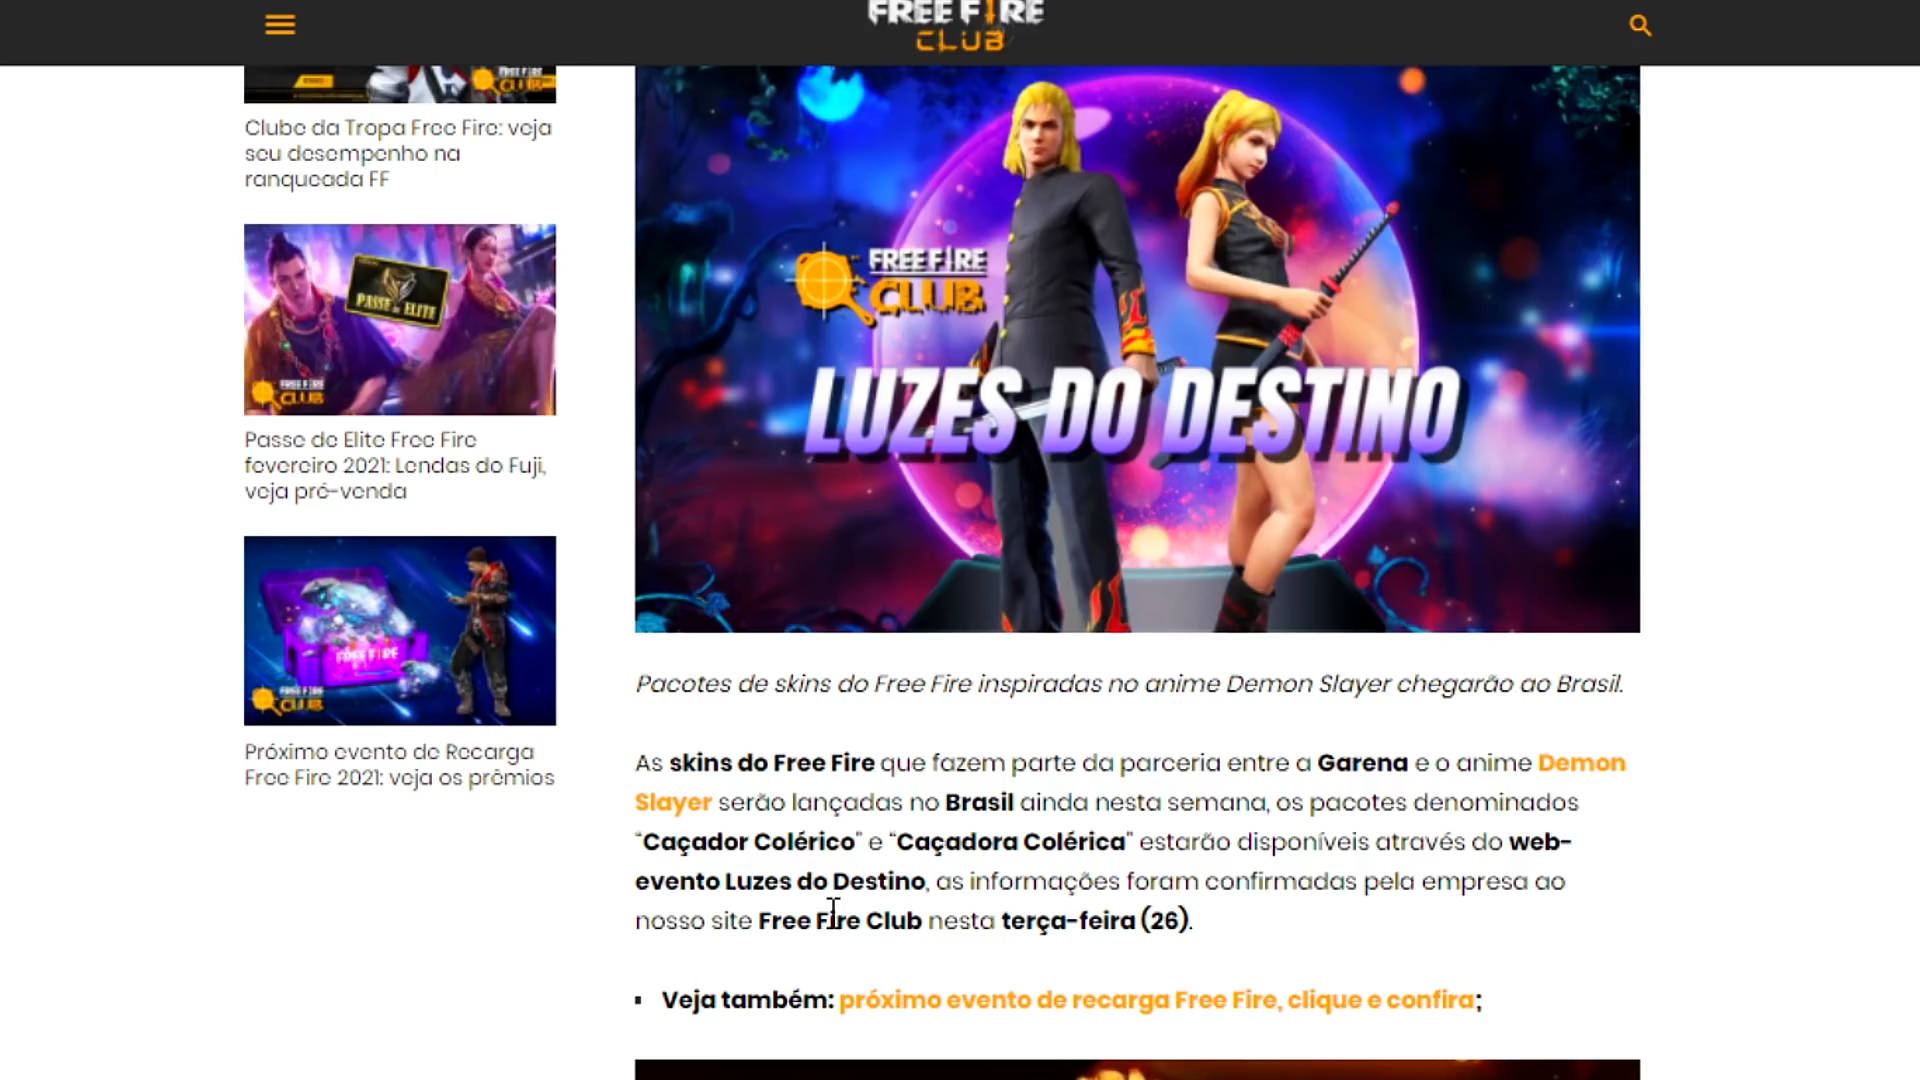 FREE FIRE
CLUB
FREE FIRE
CLUB
Clube da Tropa Free Fire: veja
seu desempenho na
ranqueada FF
PASSE DE ELITE
FREE FIRE
CLUB
Passe de Elite Free Fire
fevereiro 2021: Lendas do Fuji,
veja pré-venda
FREE FIRE
FREE FIRE
CLUB
Próximo evento de Recarga
Free Fire 2021: veja os prêmios
FREE FIRE
CLUB
LUZES DO DESTINO
Pacotes de skins do Free Fire inspiradas no anime Demon Slayer chegarão ao Brasil.
As skins do Free Fire que fazem parte da parceria entre a Garena e o anime Demon
Slayer serão lançadas no Brasil ainda nesta semana, os pacotes denominados
“Caçador Colérico” e “Caçadora Colérica” estarão disponíveis através do web-
evento Luzes do Destino, as informações foram confirmadas pela empresa ao
nosso site Free Fire Club nesta terça-feira (26).
▪ Veja também: próximo evento de recarga Free Fire, clique e confira;